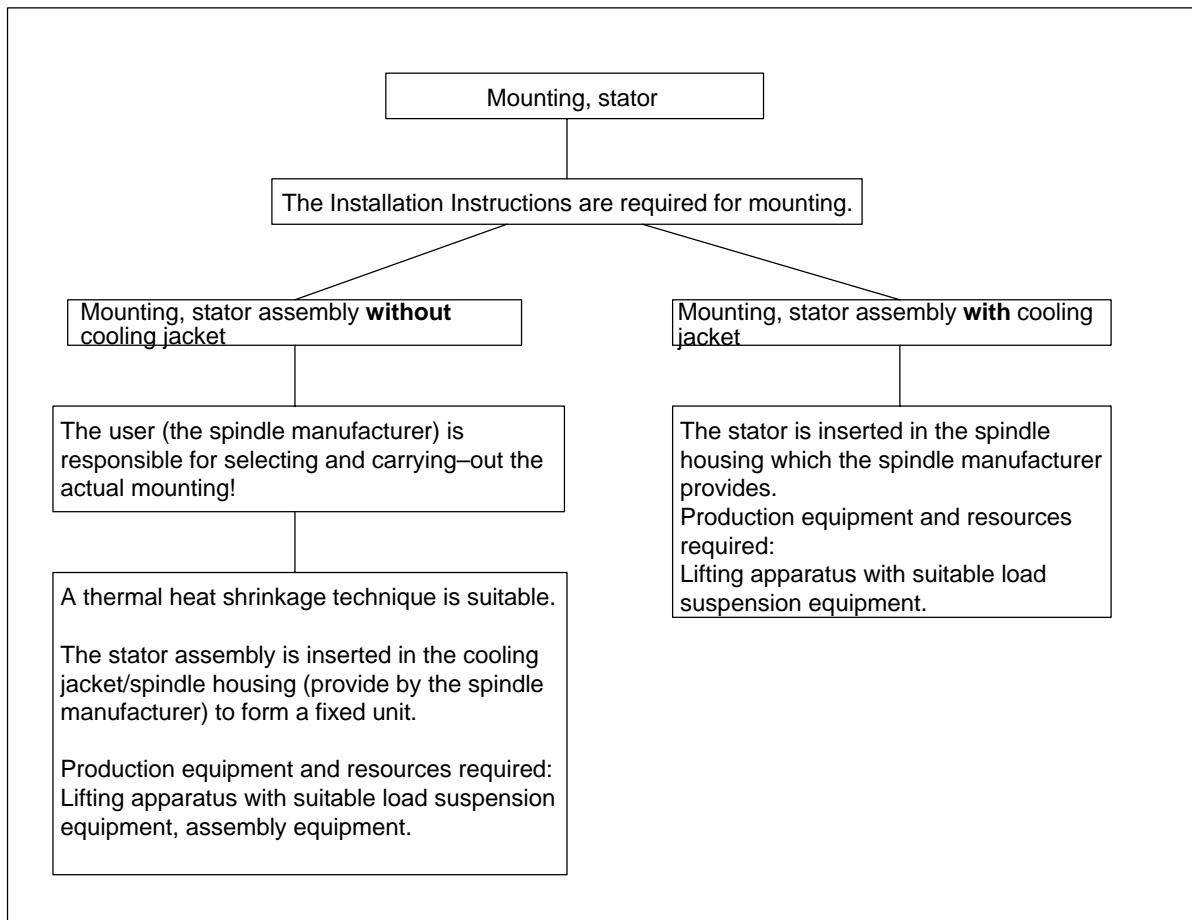 Mounting, stator
The Installation Instructions are required for mounting.
Mounting, stator assembly without
cooling jacket
Mounting, stator assembly with cooling
jacket
The user (the spindle manufacturer) is
responsible for selecting and carrying–out the
actual mounting!
The stator is inserted in the spindle
housing which the spindle manufacturer
provides.
Production equipment and resources
required:
Lifting apparatus with suitable load
suspension equipment.
A thermal heat shrinkage technique is suitable.
The stator assembly is inserted in the cooling
jacket/spindle housing (provide by the spindle
manufacturer) to form a fixed unit.
Production equipment and resources required:
Lifting apparatus with suitable load suspension
equipment, assembly equipment.